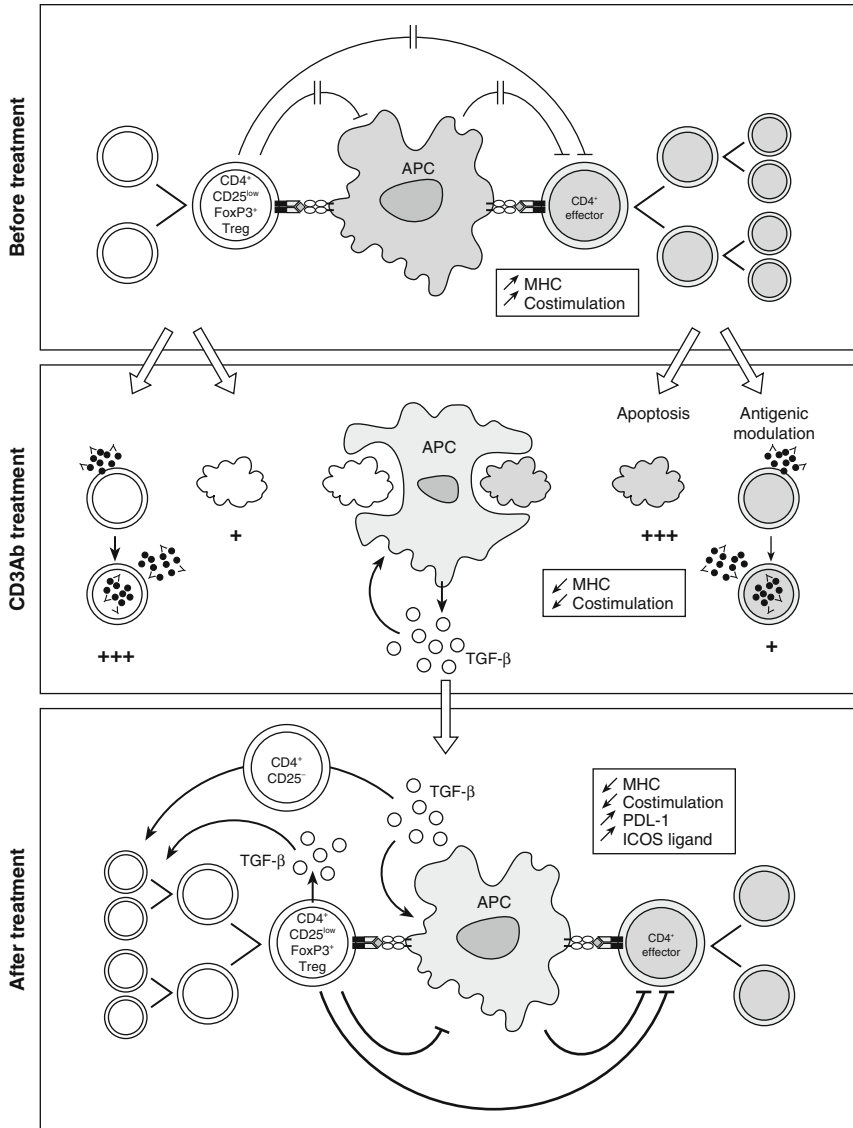 Before treatment
CD4⁺
CD25ˡᵒʷ
FoxP3⁺
Treg
APC
CD4⁺
effector
↗ MHC
↗ Costimulation
CD3Ab treatment
Apoptosis
Antigenic
modulation
APC
+
+++
↙ MHC
↙ Costimulation
+++
TGF-β
+
After treatment
CD4⁺
CD25⁻
TGF-β
↙ MHC
↙ Costimulation
↗ PDL-1
↗ ICOS ligand
TGF-β
APC
CD4⁺
CD25ˡᵒʷ
FoxP3⁺
Treg
CD4⁺
effector